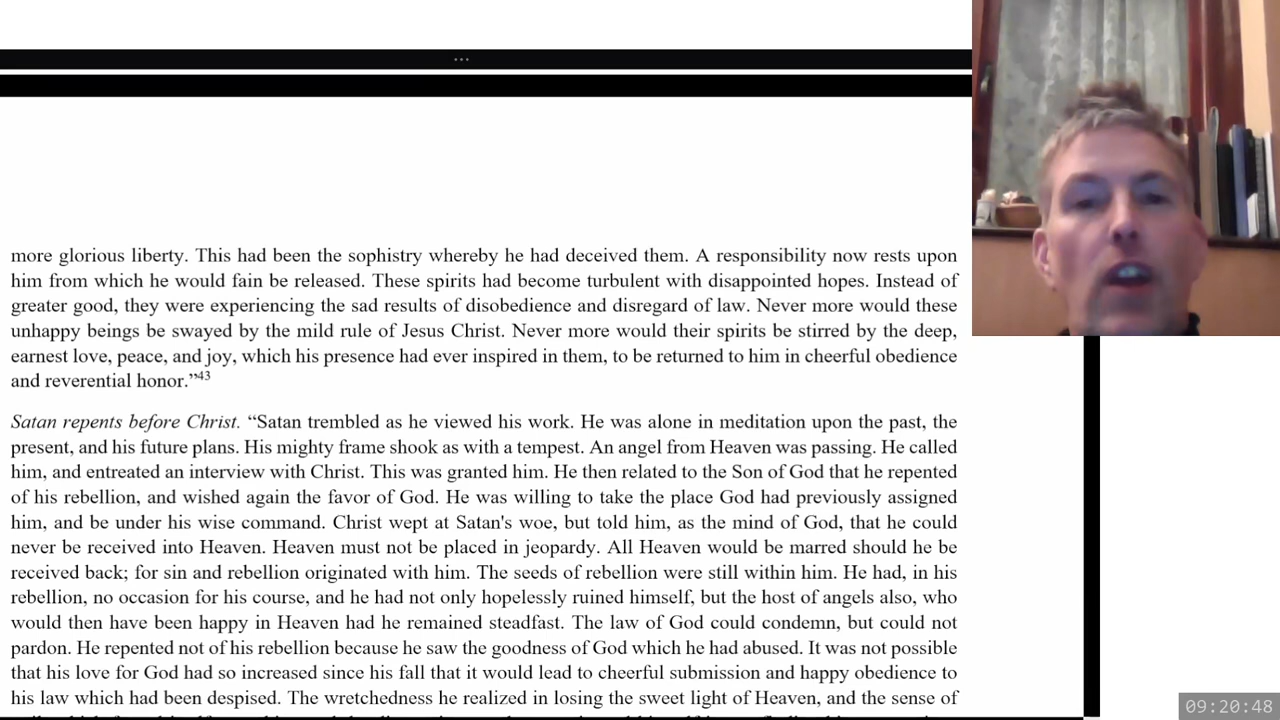 more glorious liberty. This had been the sophistry whereby he had deceived them. A responsibility now rests upon
him from which he would fain be released. These spirits had become turbulent with disappointed hopes. Instead of
greater good, they were experiencing the sad results of disobedience and disregard of law. Never more would these
unhappy beings be swayed by the mild rule of Jesus Christ. Never more would their spirits be stirred by the deep,
earnest love, peace, and joy, which his presence had ever inspired in them, to be returned to him in cheerful obedience
and reverential honor.”43
Satan repents before Christ. “Satan trembled as he viewed his work. He was alone in meditation upon the past, the
present, and his future plans. His mighty frame shook as with a tempest. An angel from Heaven was passing. He called
him, and entreated an interview with Christ. This was granted him. He then related to the Son of God that he repented
of his rebellion, and wished again the favor of God. He was willing to take the place God had previously assigned
him, and be under his wise command. Christ wept at Satan's woe, but told him, as the mind of God, that he could
never be received into Heaven. Heaven must not be placed in jeopardy. All Heaven would be marred should he be
received back; for sin and rebellion originated with him. The seeds of rebellion were still within him. He had, in his
rebellion, no occasion for his course, and he had not only hopelessly ruined himself, but the host of angels also, who
would then have been happy in Heaven had he remained steadfast. The law of God could condemn, but could not
pardon. He repented not of his rebellion because he saw the goodness of God which he had abused. It was not possible
that his love for God had so increased since his fall that it would lead to cheerful submission and happy obedience to
his law which had been despised. The wretchedness he realized in losing the sweet light of Heaven, and the sense of
09:20:48